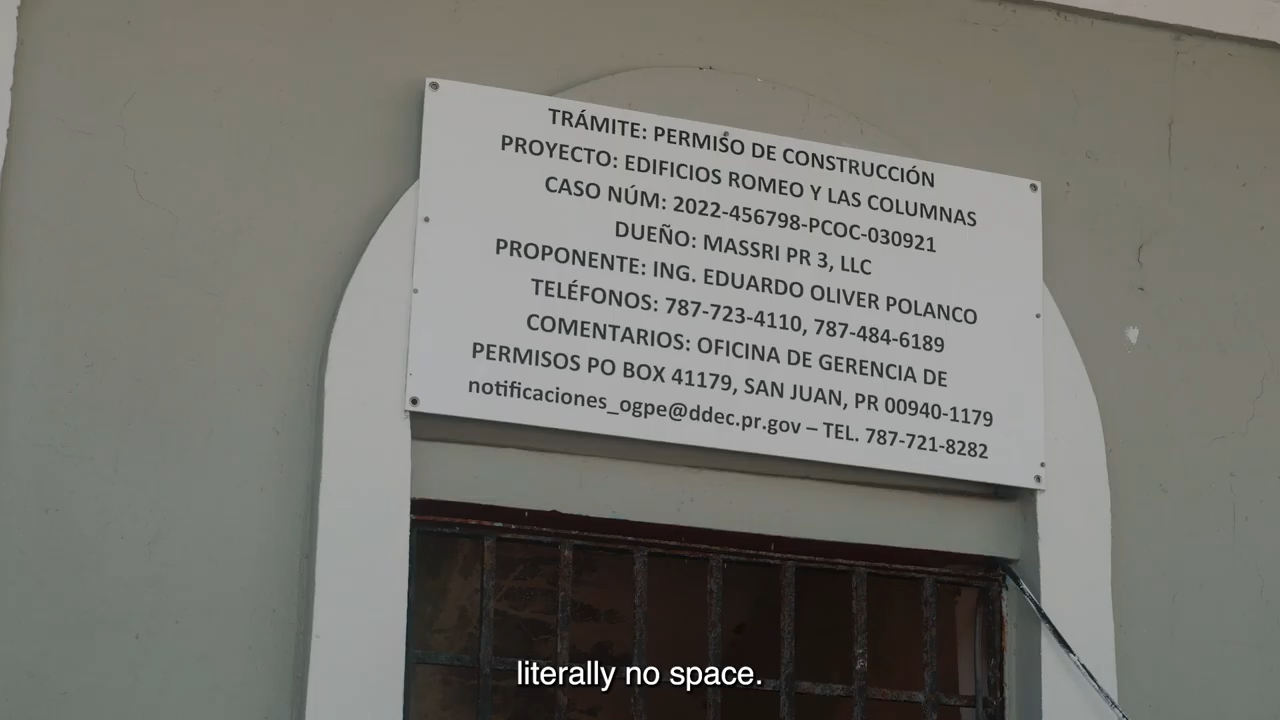 TRÁMITE: PERMISO DE CONSTRUCCIÓN
PROYECTO: EDIFICIOS ROMEO Y LAS COLUMNAS
CASO NÚM: 2022-456798-PCOC-030921
DUEÑO: MASSRI PR 3, LLC
PROPONENTE: ING. EDUARDO OLIVER POLANCO
TELÉFONOS: 787-723-4110, 787-484-6189
COMENTARIOS: OFICINA DE GERENCIA DE
PERMISOS PO BOX 41179, SAN JUAN, PR 00940-1179
notificaciones_ogpe@ddec.pr.gov – TEL. 787-721-8282
literally no space.